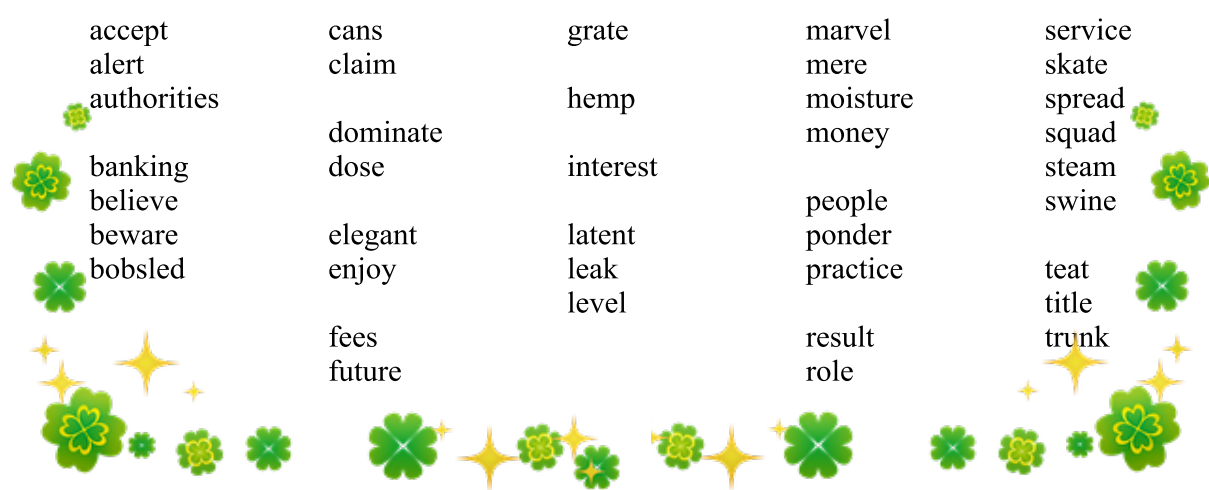 accept
alert
authorities
banking
believe
beware
bobsled
cans
claim
dominate
dose
elegant
enjoy
fees
future
grate
hemp
interest
latent
leak
level
marvel
mere
moisture
money
people
ponder
practice
result
role
service
skate
spread
squad
steam
swine
teat
title
trunk